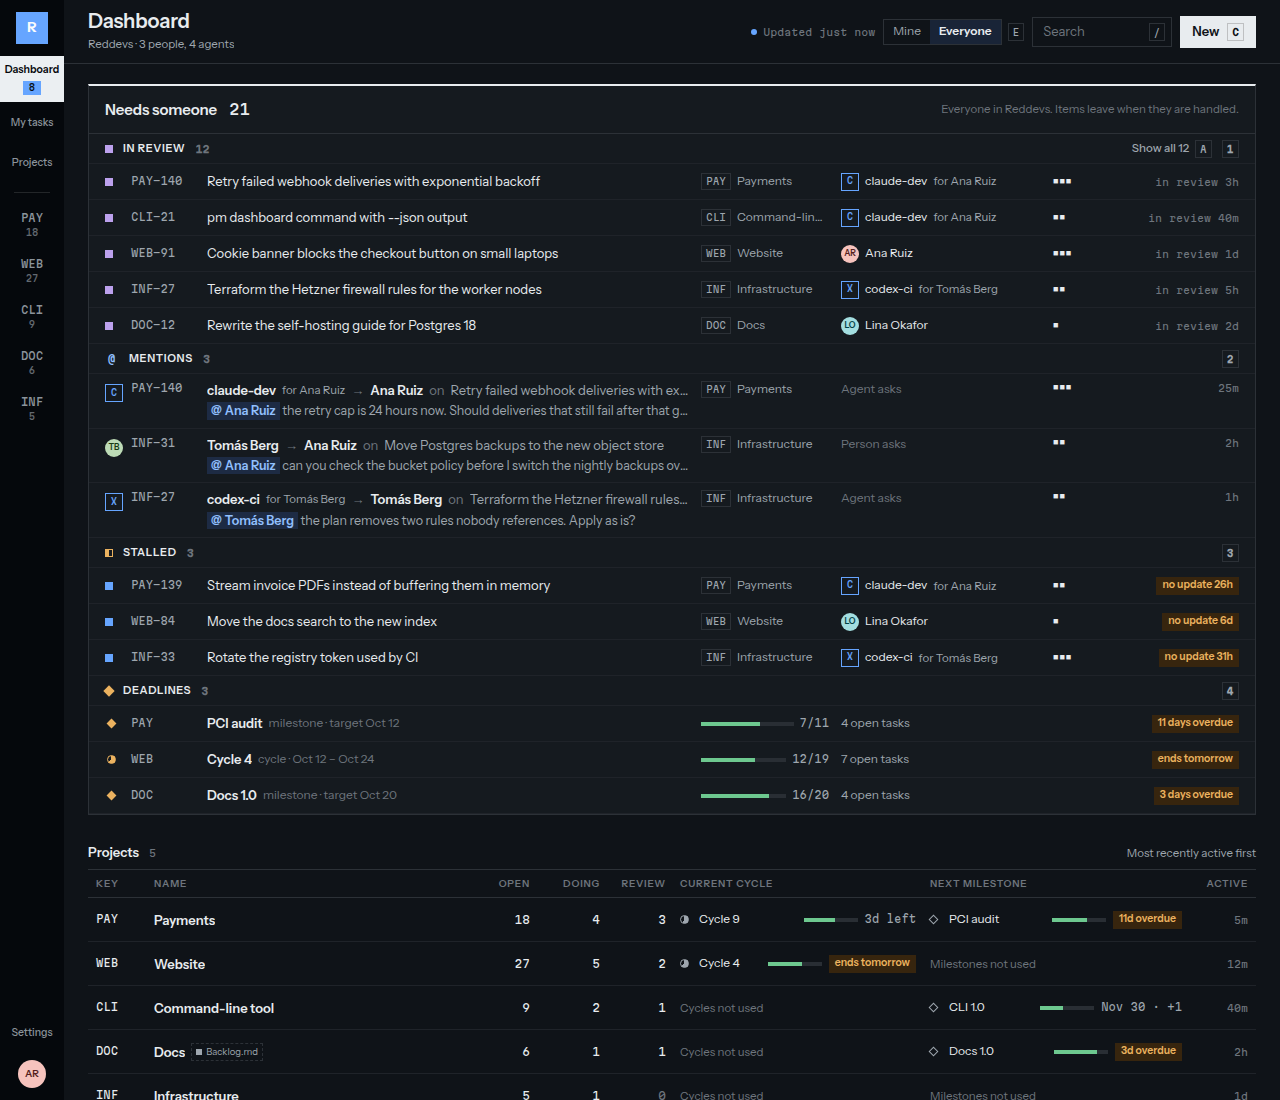 R
Dashboard
8
My tasks
Projects
PAY
18
WEB
27
CLI
9
DOC
6
INF
5
Settings
AR
Dashboard
Reddevs · 3 people, 4 agents
Updated just now
Mine Everyone E
Search /
New C
Needs someone 21
Everyone in Reddevs. Items leave when they are handled.
IN REVIEW 12 Show all 12 A 1
PAY-140 Retry failed webhook deliveries with exponential backoff PAY Payments C claude-dev for Ana Ruiz in review 3h
CLI-21 pm dashboard command with --json output CLI Command-lin... C claude-dev for Ana Ruiz in review 40m
WEB-91 Cookie banner blocks the checkout button on small laptops WEB Website AR Ana Ruiz in review 1d
INF-27 Terraform the Hetzner firewall rules for the worker nodes INF Infrastructure X codex-ci for Tomás Berg in review 5h
DOC-12 Rewrite the self-hosting guide for Postgres 18 DOC Docs LO Lina Okafor in review 2d
@ MENTIONS 3 2
C PAY-140 claude-dev for Ana Ruiz → Ana Ruiz on Retry failed webhook deliveries with ex... PAY Payments Agent asks 25m
@ Ana Ruiz the retry cap is 24 hours now. Should deliveries that still fail after that g...
TB INF-31 Tomás Berg → Ana Ruiz on Move Postgres backups to the new object store INF Infrastructure Person asks 2h
@ Ana Ruiz can you check the bucket policy before I switch the nightly backups ov...
X INF-27 codex-ci for Tomás Berg → Tomás Berg on Terraform the Hetzner firewall rules... INF Infrastructure Agent asks 1h
@ Tomás Berg the plan removes two rules nobody references. Apply as is?
STALLED 3 3
PAY-139 Stream invoice PDFs instead of buffering them in memory PAY Payments C claude-dev for Ana Ruiz no update 26h
WEB-84 Move the docs search to the new index WEB Website LO Lina Okafor no update 6d
INF-33 Rotate the registry token used by CI INF Infrastructure X codex-ci for Tomás Berg no update 31h
DEADLINES 3 4
PAY PCI audit milestone · target Oct 12 7/11 4 open tasks 11 days overdue
WEB Cycle 4 cycle · Oct 12 – Oct 24 12/19 7 open tasks ends tomorrow
DOC Docs 1.0 milestone · target Oct 20 16/20 4 open tasks 3 days overdue
Projects 5 Most recently active first
KEY NAME OPEN DOING REVIEW CURRENT CYCLE NEXT MILESTONE ACTIVE
PAY Payments 18 4 3 Cycle 9 3d left PCI audit 11d overdue 5m
WEB Website 27 5 2 Cycle 4 ends tomorrow Milestones not used 12m
CLI Command-line tool 9 2 1 Cycles not used CLI 1.0 Nov 30 · +1 40m
DOC Docs Backlog.md 6 1 1 Cycles not used Docs 1.0 3d overdue 2h
INF Infrastructure 5 1 0 Cycles not used Milestones not used 1d